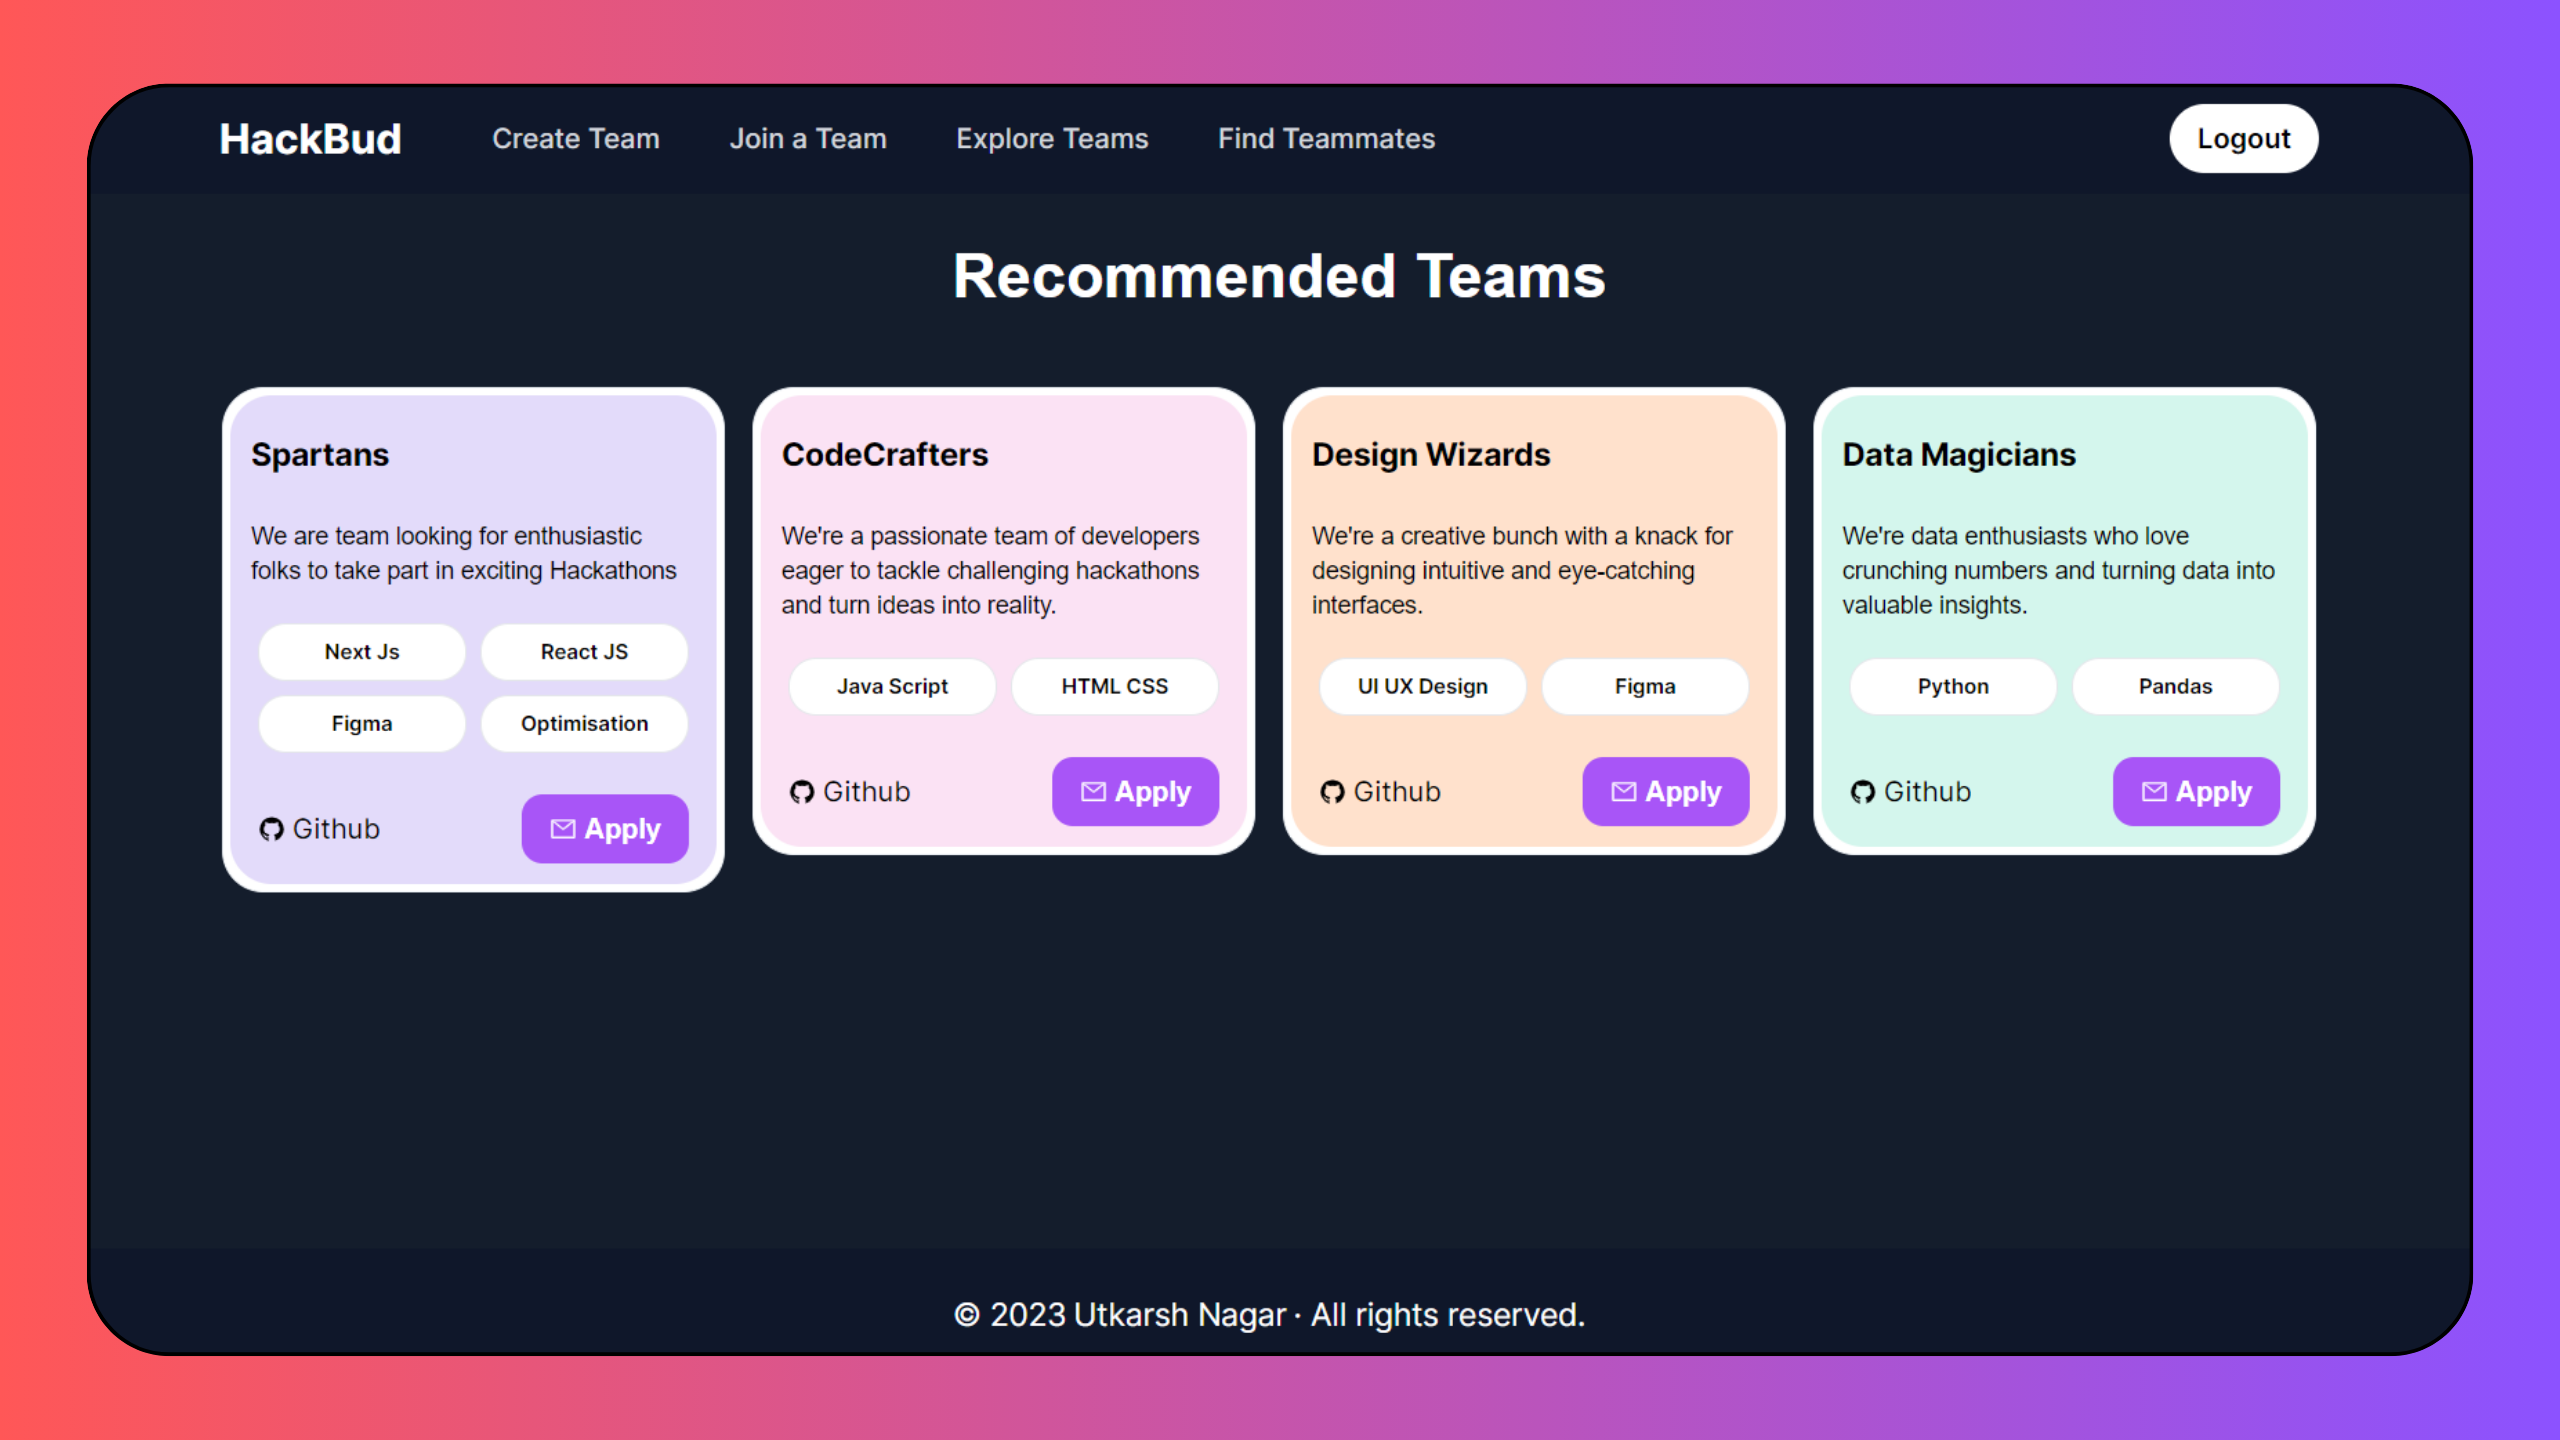 HackBud
Create Team
Join a Team
Explore Teams
Find Teammates
Logout
Recommended Teams
Spartans
We are team looking for enthusiastic
folks to take part in exciting Hackathons
Next Js
React JS
Figma
Optimisation
Github
Apply
CodeCrafters
We're a passionate team of developers
eager to tackle challenging hackathons
and turn ideas into reality.
Java Script
HTML CSS
Github
Apply
Design Wizards
We're a creative bunch with a knack for
designing intuitive and eye-catching
interfaces.
UI UX Design
Figma
Github
Apply
Data Magicians
We're data enthusiasts who love
crunching numbers and turning data into
valuable insights.
Python
Pandas
Github
Apply
© 2023 Utkarsh Nagar · All rights reserved.